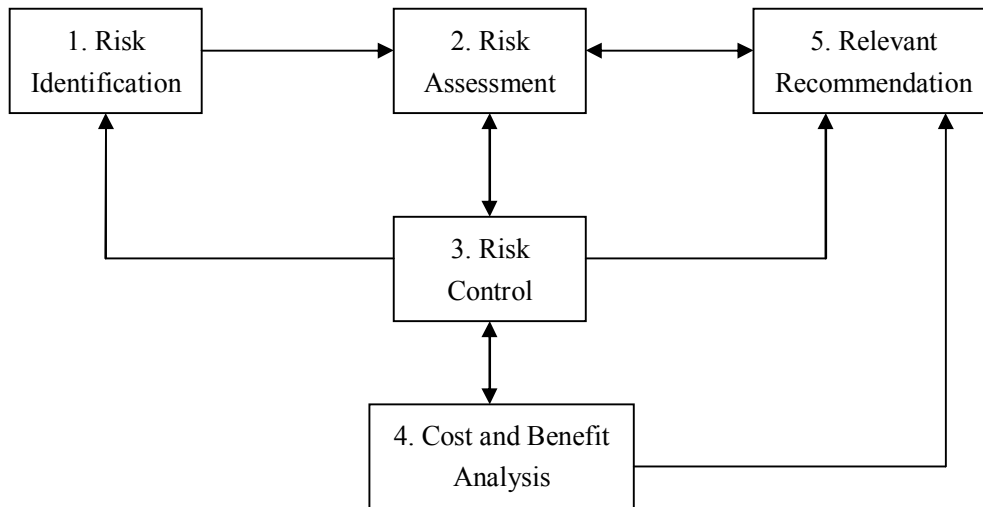 1. Risk
Identification
2. Risk
Assessment
5. Relevant
Recommendation
3. Risk
Control
4. Cost and Benefit
Analysis